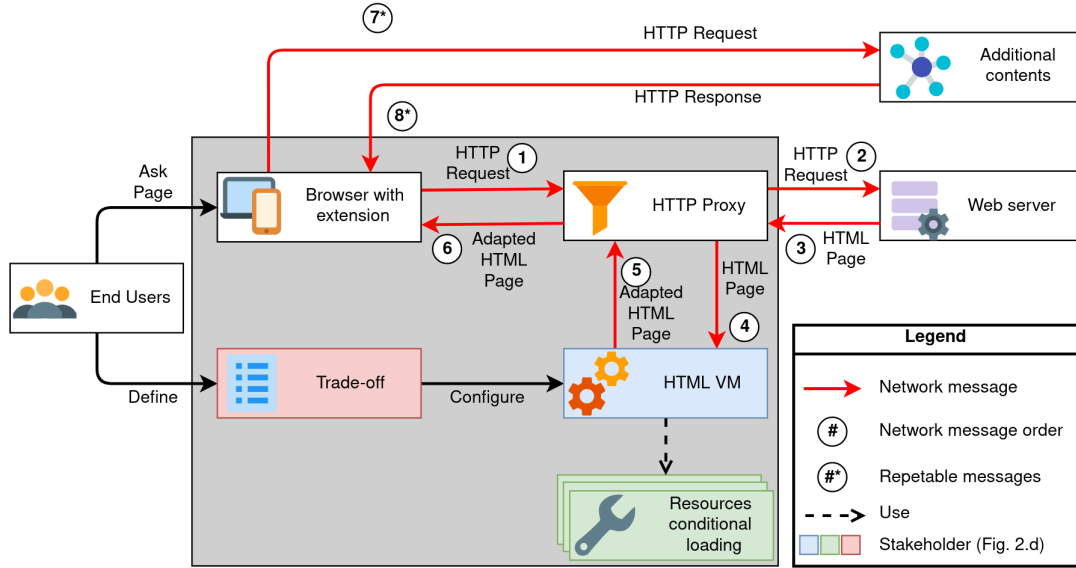 7*
HTTP Request
Additional
contents
HTTP Response
8*
Ask
Page
Browser with
extension
HTTP
Request
1
HTTP Proxy
HTTP
Request
2
Web server
6
Adapted
HTML
Page
3
HTML
Page
End Users
5
Adapted
HTML
Page
HTML
Page
4
Define
Trade-off
Configure
HTML VM
Resources
conditional
loading
Legend
Network message
#
Network message order
#*
Repetable messages
Use
Stakeholder (Fig. 2.d)